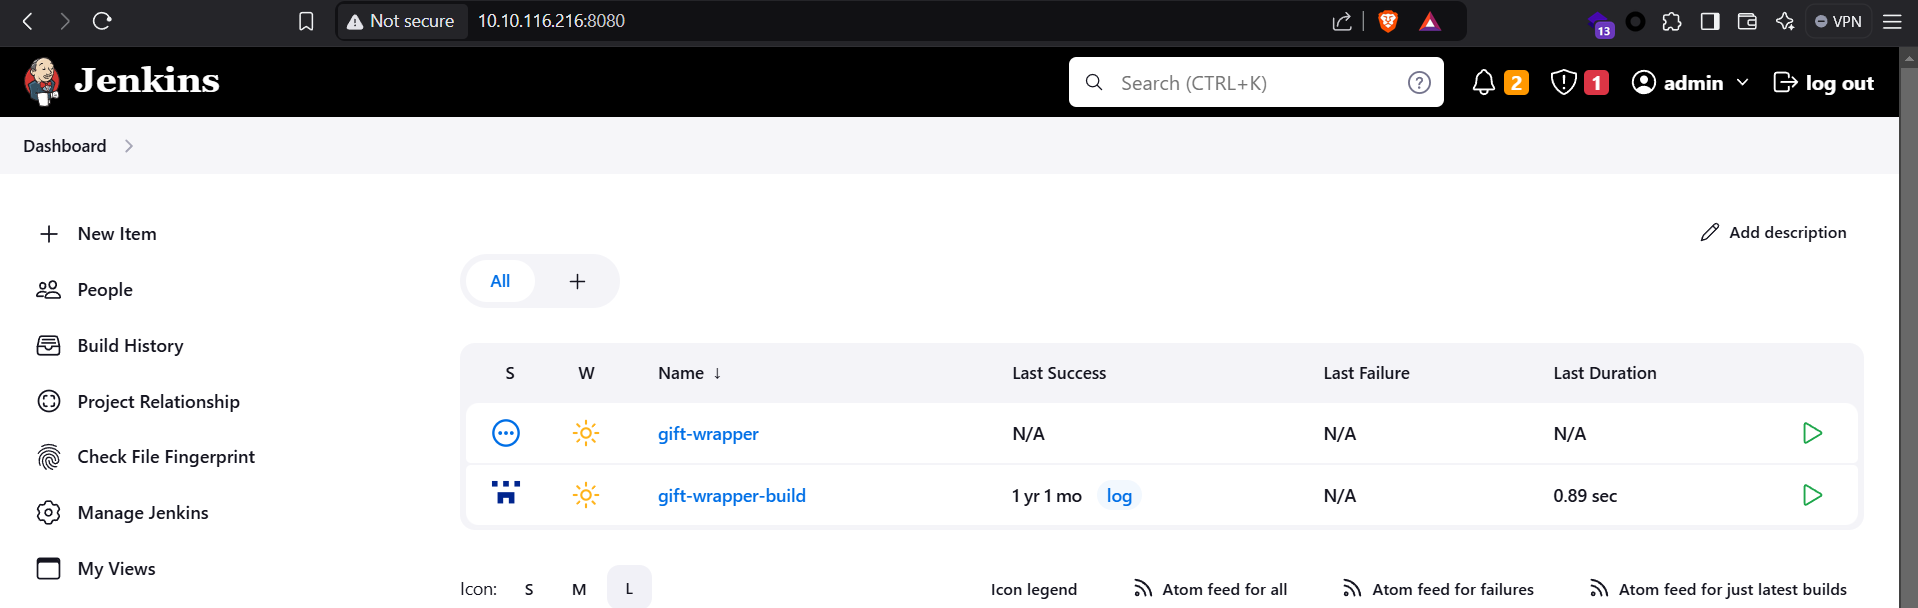 Not secure 10.10.116.216:8080 13 VPN
Jenkins Search (CTRL+K) 2 1 admin log out
Dashboard
New Item
People
Build History
Project Relationship
Check File Fingerprint
Manage Jenkins
My Views
Add description
All +
S W Name ↓ Last Success Last Failure Last Duration
gift-wrapper N/A N/A N/A
gift-wrapper-build 1 yr 1 mo log N/A 0.89 sec
Icon: S M L Icon legend Atom feed for all Atom feed for failures Atom feed for just latest builds